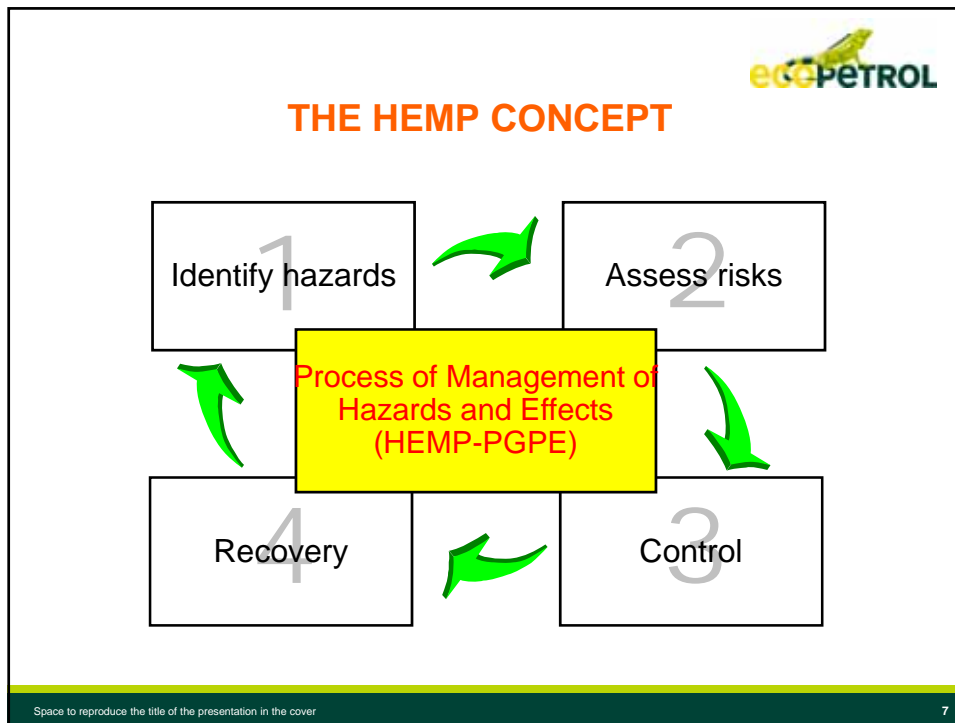 ecoPETROL
THE HEMP CONCEPT
1
Identify hazards
2
Assess risks
Process of Management of
Hazards and Effects
(HEMP-PGPE)
4
Recovery
3
Control
Space to reproduce the title of the presentation in the cover
7